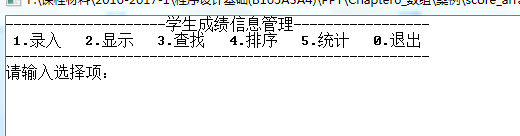 T:\课程材料\2016-2017-1\程序设计基础(B105A3A4)\PPT\Chapter6_数组\案例\score_arr
--------------------学生成绩信息管理-----------------
1.录入 2.显示 3.查找 4.排序 5.统计 0.退出
-----------------------------------------------------
请输入选择项: